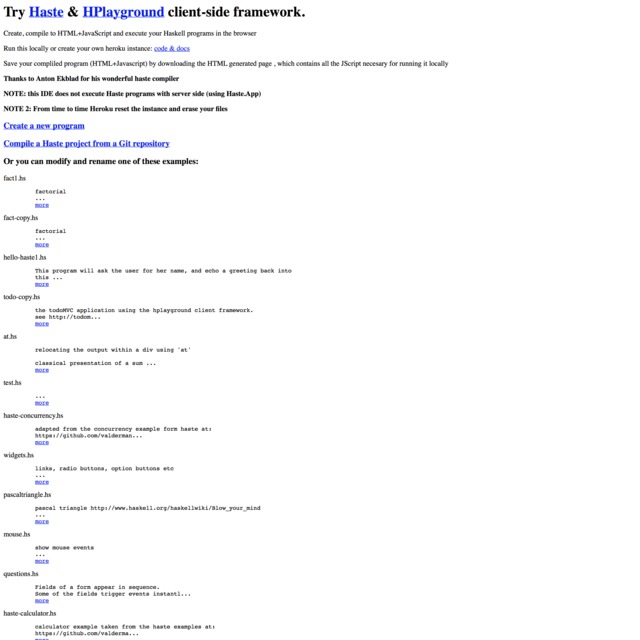 Try Haste & HPlayground client-side framework.
Create, compile to HTML+JavaScript and execute your Haskell programs in the browser
Run this locally or create your own heroku instance: code & docs
Save your compliled program (HTML+Javascript) by downloading the HTML generated page , which contains all the JScript necesary for running it locally
Thanks to Anton Ekblad for his wonderful haste compiler
NOTE: this IDE does not execute Haste programs with server side (using Haste.App)
NOTE 2: From time to time Heroku reset the instance and erase your files
Create a new program
Compile a Haste project from a Git repository
Or you can modify and rename one of these examples:
fact1.hs
factorial
...
more
fact-copy.hs
factorial
...
more
hello-haste1.hs
This program will ask the user for her name, and echo a greeting back into
this ...
more
todo-copy.hs
the todoMVC application using the hplayground client framework.
see http://todom...
more
at.hs
relocating the output within a div using 'at'
classical presentation of a sum ...
more
test.hs
...
more
haste-concurrency.hs
adapted from the concurrency example form haste at:
https://github.com/valderman...
more
widgets.hs
links, radio buttons, option buttons etc
...
more
pascaltriangle.hs
pascal triangle http://www.haskell.org/haskellwiki/Blow_your_mind
...
more
mouse.hs
show mouse events
...
more
questions.hs
Fields of a form appear in sequence.
Some of the fields trigger events instantl...
more
haste-calculator.hs
calculator example taken from the haste examples at:
https://github.com/valderma...
more